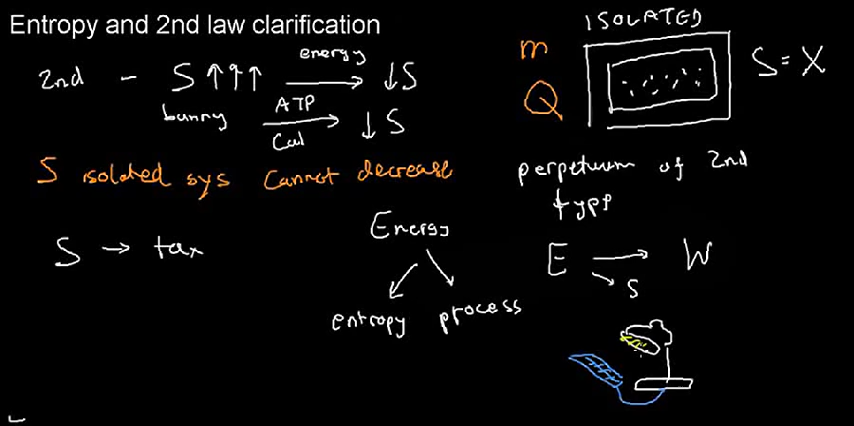 Entropy and 2nd law clarification
2nd - S ↑↑↑ energy → ↓S
bunny ATP → ↓ S
Cal
S isolated sys cannot decrease
S → tax
Energy
entropy process
ISOLATED
m
Q
S = X
perpetuum of 2nd
type
E → W
→ S